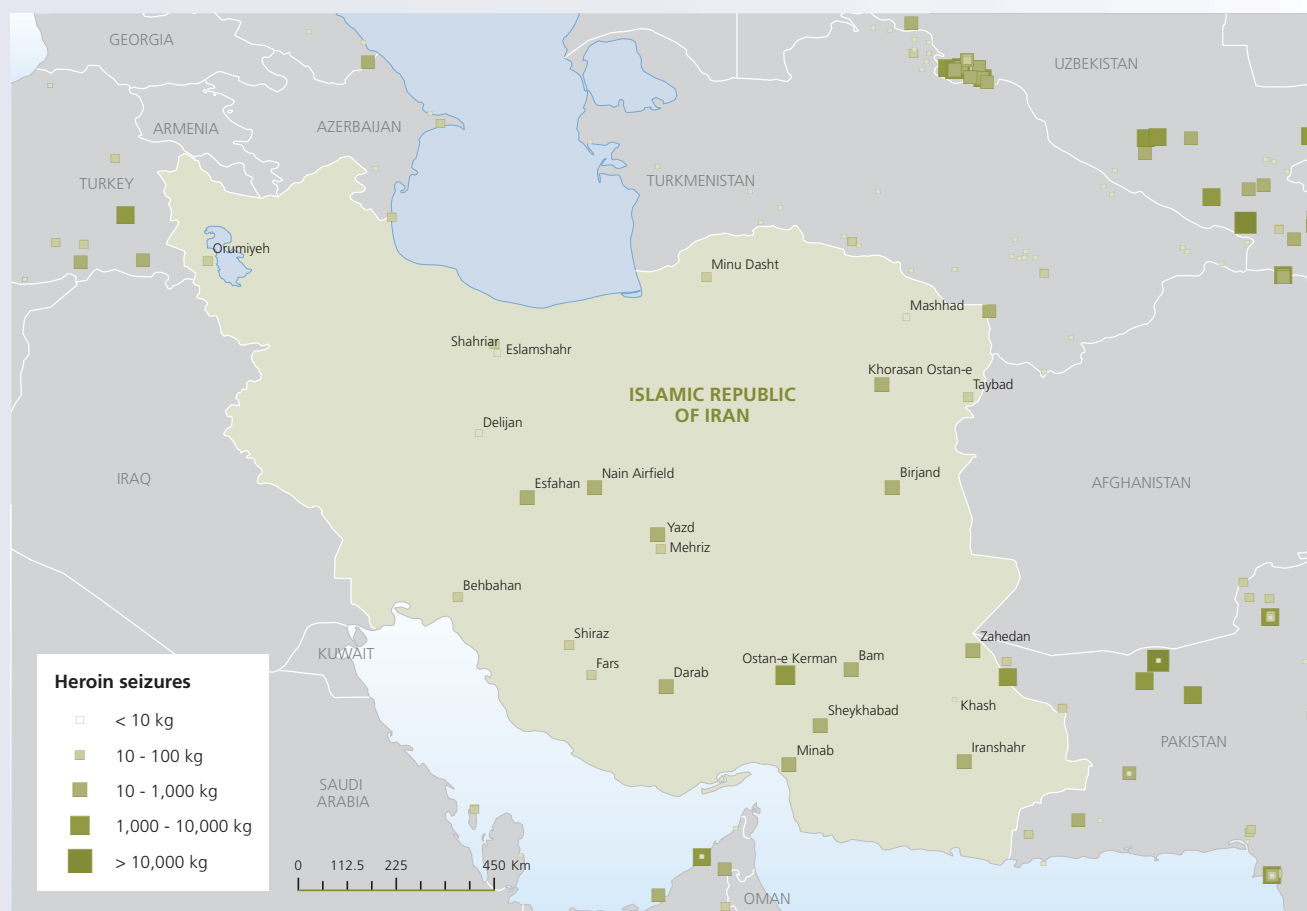 GEORGIA
UZBEKISTAN
ARMENIA
AZERBAIJAN
TURKEY
TURKMENISTAN
Orumiyeh
Minu Dasht
Mashhad
Shahriar
Eslamshahr
Khorasan Ostan-e
Taybad
ISLAMIC REPUBLIC
OF IRAN
Delijan
IRAQ
Nain Airfield
Esfahan
Birjand
AFGHANISTAN
Yazd
Mehriz
Behbahan
Shiraz
Zahedan
KUWAIT
Fars
Ostan-e Kerman
Bam
Darab
Khash
Sheykhabad
PAKISTAN
Minab
Iranshahr
SAUDI
ARABIA
OMAN
Heroin seizures
< 10 kg
10 - 100 kg
10 - 1,000 kg
1,000 - 10,000 kg
> 10,000 kg
0 112.5 225 450 Km